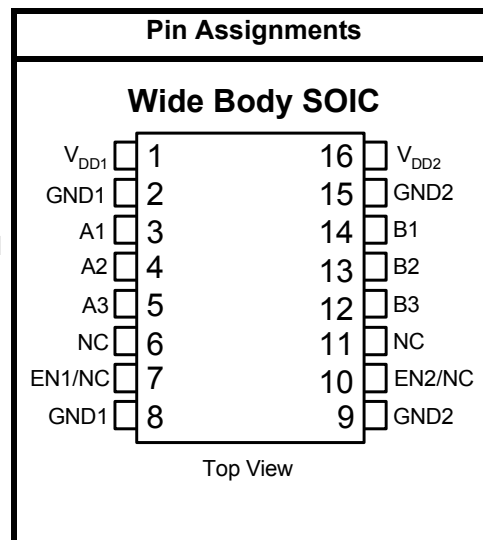 Pin Assignments
Wide Body SOIC
VDD1 1 16 VDD2
GND1 2 15 GND2
A1 3 14 B1
A2 4 13 B2
A3 5 12 B3
NC 6 11 NC
EN1/NC 7 10 EN2/NC
GND1 8 9 GND2
Top View